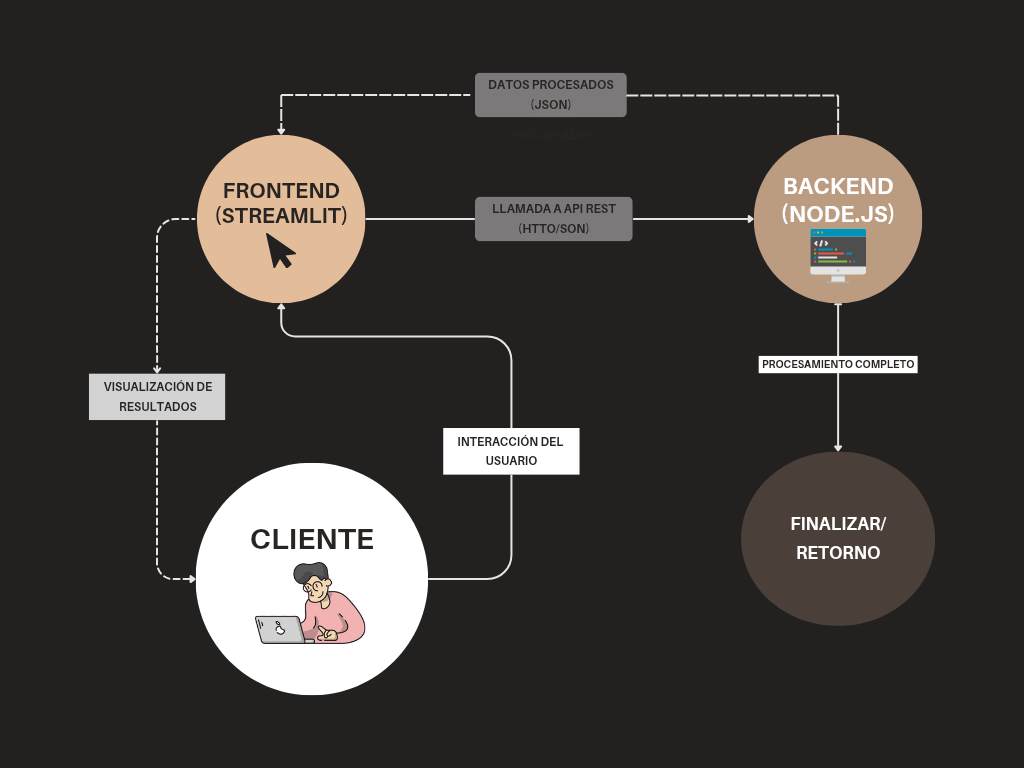 DATOS PROCESADOS
(JSON)
FRONTEND
(STREAMLIT)
LLAMADA A API REST
(HTTO/SON)
BACKEND
(NODE.JS)
</>
VISUALIZACIÓN DE
RESULTADOS
PROCESAMIENTO COMPLETO
INTERACCIÓN DEL
USUARIO
CLIENTE
FINALIZAR/
RETORNO